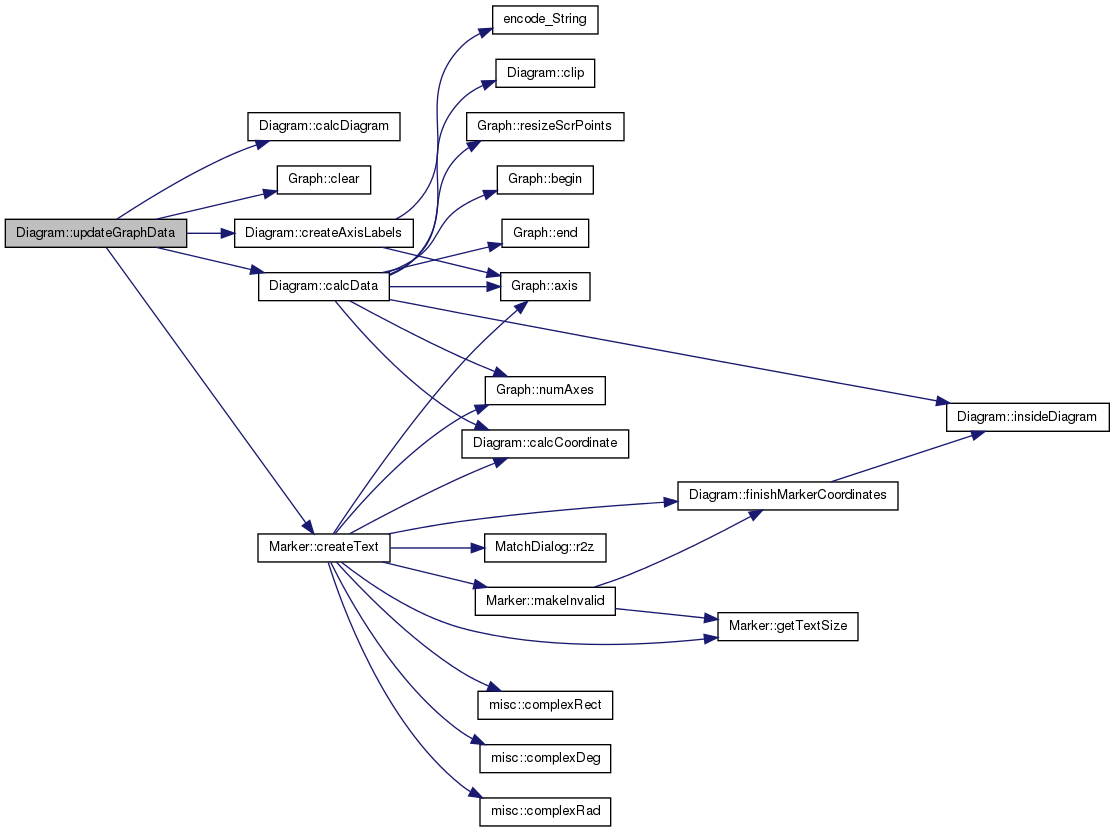 encode_String
Diagram::clip
Diagram::calcDiagram
Graph::resizeScrPoints
Graph::clear
Graph::begin
Diagram::updateGraphData
Diagram::createAxisLabels
Graph::end
Diagram::calcData
Graph::axis
Graph::numAxes
Diagram::insideDiagram
Diagram::calcCoordinate
Diagram::finishMarkerCoordinates
Marker::createText
MatchDialog::r2z
Marker::makeInvalid
Marker::getTextSize
misc::complexRect
misc::complexDeg
misc::complexRad